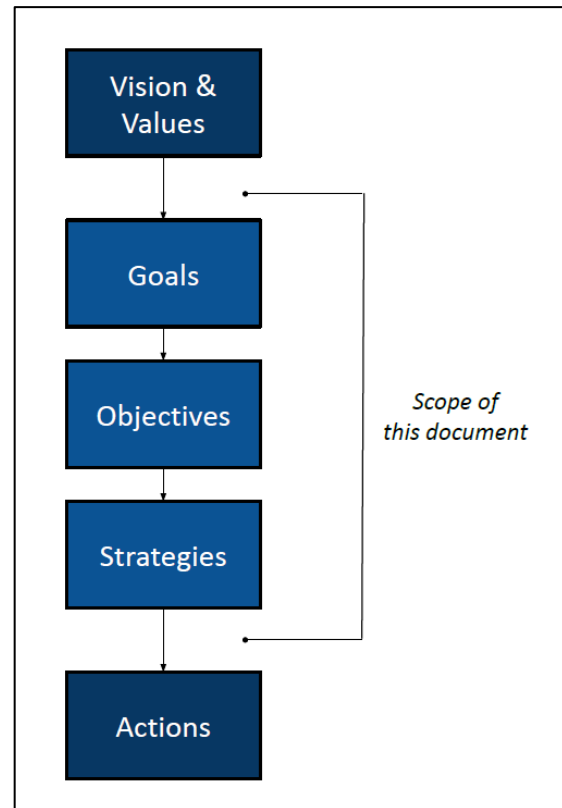 Vision &
Values
Goals
Objectives
Scope of
this document
Strategies
Actions